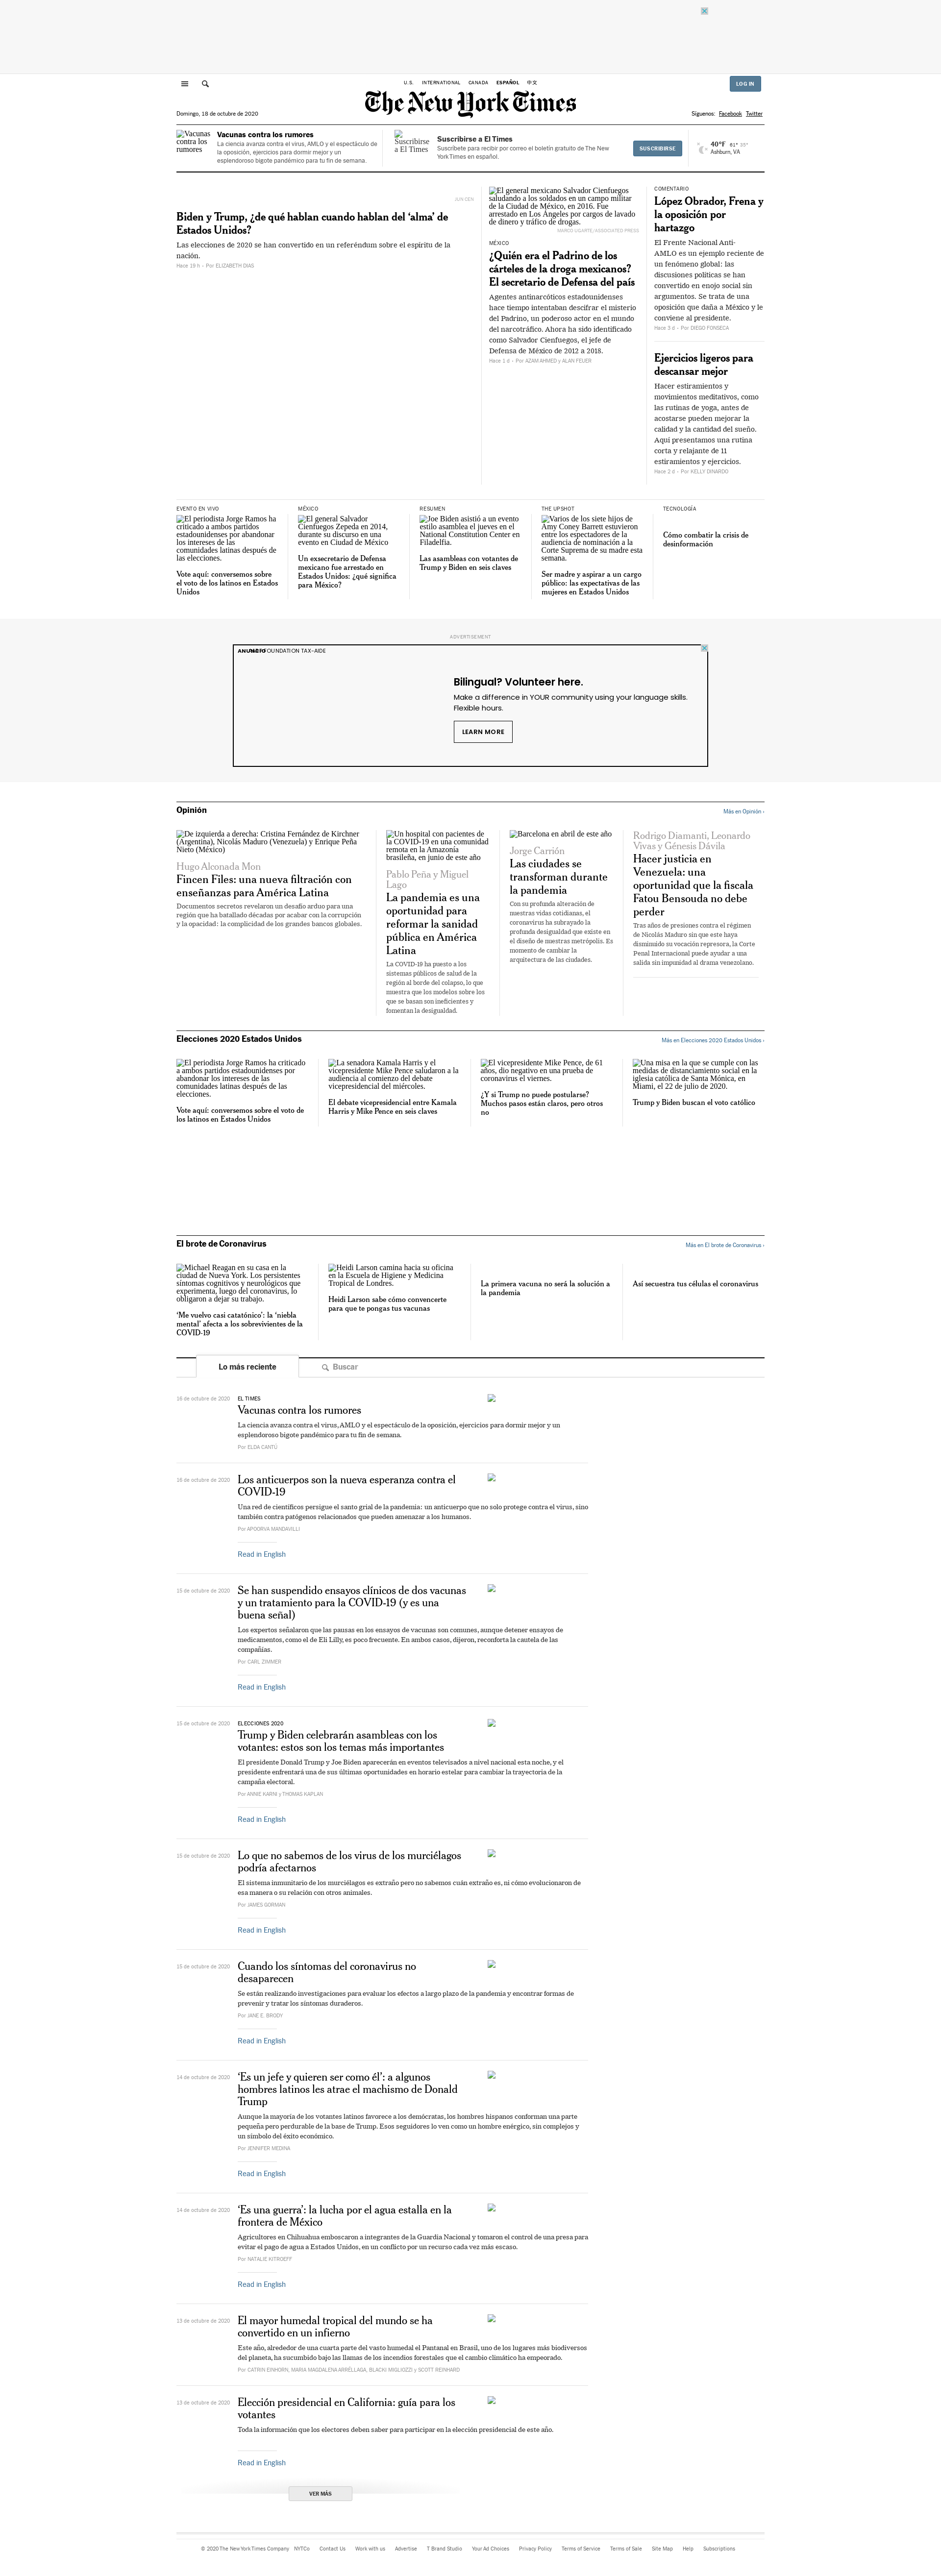 U.S. INTERNATIONAL CANADA ESPAÑOL 中文
LOG IN
The New York Times
Domingo, 18 de octubre de 2020
Síguenos: Facebook Twitter
Vacunas contra los rumores
Vacunas contra los rumores
La ciencia avanza contra el virus, AMLO y el espectáculo de
la oposición, ejercicios para dormir mejor y un
esplendoroso bigote pandémico para tu fin de semana.
Suscribirse a El Times
Suscribirse a El Times
Suscríbete para recibir por correo el boletín gratuito de The New
York Times en español.
SUSCRIBIRSE
40°F 61° 35°
Ashburn, VA
JUN CEN
Biden y Trump, ¿de qué hablan cuando hablan del ‘alma’ de
Estados Unidos?
Las elecciones de 2020 se han convertido en un referéndum sobre el espíritu de la
nación.
Hace 19 h – Por ELIZABETH DIAS
El general mexicano Salvador Cienfuegos
saludando a los soldados en un campo militar
de la Ciudad de México, en 2016. Fue
arrestado en Los Ángeles por cargos de lavado
de dinero y tráfico de drogas.
MARCO UGARTE/ASSOCIATED PRESS
MÉXICO
¿Quién era el Padrino de los
cárteles de la droga mexicanos?
El secretario de Defensa del país
Agentes antinarcóticos estadounidenses
hace tiempo intentaban descifrar el misterio
del Padrino, un poderoso actor en el mundo
del narcotráfico. Ahora ha sido identificado
como Salvador Cienfuegos, el jefe de
Defensa de México de 2012 a 2018.
Hace 1 d – Por AZAM AHMED y ALAN FEUER
COMENTARIO
López Obrador, Frena y
la oposición por
hartazgo
El Frente Nacional Anti-
AMLO es un ejemplo reciente de
un fenómeno global: las
discusiones políticas se han
convertido en enojo social sin
argumentos. Se trata de una
oposición que daña a México y le
conviene al presidente.
Hace 3 d – Por DIEGO FONSECA
Ejercicios ligeros para
descansar mejor
Hacer estiramientos y
movimientos meditativos, como
las rutinas de yoga, antes de
acostarse pueden mejorar la
calidad y la cantidad del sueño.
Aquí presentamos una rutina
corta y relajante de 11
estiramientos y ejercicios.
Hace 2 d – Por KELLY DINARDO
EVENTO EN VIVO
El periodista Jorge Ramos ha
criticado a ambos partidos
estadounidenses por abandonar
los intereses de las
comunidades latinas después de
las elecciones.
Vote aquí: conversemos sobre
el voto de los latinos en Estados
Unidos
MÉXICO
El general Salvador
Cienfuegos Zepeda en 2014,
durante su discurso en una
evento en Ciudad de México
Un exsecretario de Defensa
mexicano fue arrestado en
Estados Unidos: ¿qué significa
para México?
RESUMEN
Joe Biden asistió a un evento
estilo asamblea el jueves en el
National Constitution Center en
Filadelfia.
Las asambleas con votantes de
Trump y Biden en seis claves
THE UPSHOT
Varios de los siete hijos de
Amy Coney Barrett estuvieron
entre los espectadores de la
audiencia de nominación a la
Corte Suprema de su madre esta
semana.
Ser madre y aspirar a un cargo
público: las expectativas de las
mujeres en Estados Unidos
TECNOLOGÍA
Cómo combatir la crisis de
desinformación
ADVERTISEMENT
Bilingual? Volunteer here.
Make a difference in YOUR community using your language skills.
Flexible hours.
LEARN MORE
Opinión
Más en Opinión ›
De izquierda a derecha: Cristina Fernández de Kirchner
(Argentina), Nicolás Maduro (Venezuela) y Enrique Peña
Nieto (México)
Hugo Alconada Mon
Fincen Files: una nueva filtración con
enseñanzas para América Latina
Documentos secretos revelaron un desafío arduo para una
región que ha batallado décadas por acabar con la corrupción
y la opacidad: la complicidad de los grandes bancos globales.
Un hospital con pacientes de
la COVID-19 en una comunidad
remota en la Amazonía
brasileña, en junio de este año
Pablo Peña y Miguel
Lago
La pandemia es una
oportunidad para
reformar la sanidad
pública en América
Latina
La COVID-19 ha puesto a los
sistemas públicos de salud de la
región al borde del colapso, lo que
muestra que los modelos sobre los
que se basan son ineficientes y
fomentan la desigualdad.
Barcelona en abril de este año
Jorge Carrión
Las ciudades se
transforman durante
la pandemia
Con su profunda alteración de
nuestras vidas cotidianas, el
coronavirus ha subrayado la
profunda desigualdad que existe en
el diseño de nuestras metrópolis. Es
momento de cambiar la
arquitectura de las ciudades.
Rodrigo Diamanti, Leonardo
Vivas y Génesis Dávila
Hacer justicia en
Venezuela: una
oportunidad que la fiscala
Fatou Bensouda no debe
perder
Tras años de presiones contra el régimen
de Nicolás Maduro sin que este haya
disminuido su vocación represora, la Corte
Penal Internacional puede ayudar a una
salida sin impunidad al drama venezolano.
Elecciones 2020 Estados Unidos
Más en Elecciones 2020 Estados Unidos ›
El periodista Jorge Ramos ha criticado
a ambos partidos estadounidenses por
abandonar los intereses de las
comunidades latinas después de las
elecciones.
Vote aquí: conversemos sobre el voto de
los latinos en Estados Unidos
La senadora Kamala Harris y el
vicepresidente Mike Pence saludaron a la
audiencia al comienzo del debate
vicepresidencial del miércoles.
El debate vicepresidencial entre Kamala
Harris y Mike Pence en seis claves
El vicepresidente Mike Pence, de 61
años, dio negativo en una prueba de
coronavirus el viernes.
¿Y si Trump no puede postularse?
Muchos pasos están claros, pero otros
no
Una misa en la que se cumple con las
medidas de distanciamiento social en la
iglesia católica de Santa Mónica, en
Miami, el 22 de julio de 2020.
Trump y Biden buscan el voto católico
El brote de Coronavirus
Más en El brote de Coronavirus ›
Michael Reagan en su casa en la
ciudad de Nueva York. Los persistentes
síntomas cognitivos y neurológicos que
experimenta, luego del coronavirus, lo
obligaron a dejar su trabajo.
‘Me vuelvo casi catatónico’: la ‘niebla
mental’ afecta a los sobrevivientes de la
COVID-19
Heidi Larson camina hacia su oficina
en la Escuela de Higiene y Medicina
Tropical de Londres.
Heidi Larson sabe cómo convencerte
para que te pongas tus vacunas
La primera vacuna no será la solución a
la pandemia
Así secuestra tus células el coronavirus
Lo más reciente
Buscar
16 de octubre de 2020
EL TIMES
Vacunas contra los rumores
La ciencia avanza contra el virus, AMLO y el espectáculo de la oposición, ejercicios para dormir mejor y un
esplendoroso bigote pandémico para tu fin de semana.
Por ELDA CANTÚ
16 de octubre de 2020
Los anticuerpos son la nueva esperanza contra el
COVID-19
Una red de científicos persigue el santo grial de la pandemia: un anticuerpo que no solo protege contra el virus, sino
también contra patógenos relacionados que pueden amenazar a los humanos.
Por APOORVA MANDAVILLI
Read in English
15 de octubre de 2020
Se han suspendido ensayos clínicos de dos vacunas
y un tratamiento para la COVID-19 (y es una
buena señal)
Los expertos señalaron que las pausas en los ensayos de vacunas son comunes, aunque detener ensayos de
medicamentos, como el de Eli Lilly, es poco frecuente. En ambos casos, dijeron, reconforta la cautela de las
compañías.
Por CARL ZIMMER
Read in English
15 de octubre de 2020
ELECCIONES 2020
Trump y Biden celebrarán asambleas con los
votantes: estos son los temas más importantes
El presidente Donald Trump y Joe Biden aparecerán en eventos televisados a nivel nacional esta noche, y el
presidente enfrentará una de sus últimas oportunidades en horario estelar para cambiar la trayectoria de la
campaña electoral.
Por ANNIE KARNI y THOMAS KAPLAN
Read in English
15 de octubre de 2020
Lo que no sabemos de los virus de los murciélagos
podría afectarnos
El sistema inmunitario de los murciélagos es extraño pero no sabemos cuán extraño es, ni cómo evolucionaron de
esa manera o su relación con otros animales.
Por JAMES GORMAN
Read in English
15 de octubre de 2020
Cuando los síntomas del coronavirus no
desaparecen
Se están realizando investigaciones para evaluar los efectos a largo plazo de la pandemia y encontrar formas de
prevenir y tratar los síntomas duraderos.
Por JANE E. BRODY
Read in English
14 de octubre de 2020
‘Es un jefe y quieren ser como él’: a algunos
hombres latinos les atrae el machismo de Donald
Trump
Aunque la mayoría de los votantes latinos favorece a los demócratas, los hombres hispanos conforman una parte
pequeña pero perdurable de la base de Trump. Esos seguidores lo ven como un hombre enérgico, sin complejos y
un símbolo del éxito económico.
Por JENNIFER MEDINA
Read in English
14 de octubre de 2020
‘Es una guerra’: la lucha por el agua estalla en la
frontera de México
Agricultores en Chihuahua emboscaron a integrantes de la Guardia Nacional y tomaron el control de una presa para
evitar el pago de agua a Estados Unidos, en un conflicto por un recurso cada vez más escaso.
Por NATALIE KITROEFF
Read in English
13 de octubre de 2020
El mayor humedal tropical del mundo se ha
convertido en un infierno
Este año, alrededor de una cuarta parte del vasto humedal el Pantanal en Brasil, uno de los lugares más biodiversos
del planeta, ha sucumbido bajo las llamas de los incendios forestales que el cambio climático ha empeorado.
Por CATRIN EINHORN, MARIA MAGDALENA ARRÉLLAGA, BLACKI MIGLIOZZI y SCOTT REINHARD
13 de octubre de 2020
Elección presidencial en California: guía para los
votantes
Toda la información que los electores deben saber para participar en la elección presidencial de este año.
Read in English
VER MÁS
© 2020 The New York Times Company NYTCo Contact Us Work with us Advertise T Brand Studio Your Ad Choices Privacy Policy Terms of Service Terms of Sale Site Map Help Subscriptions